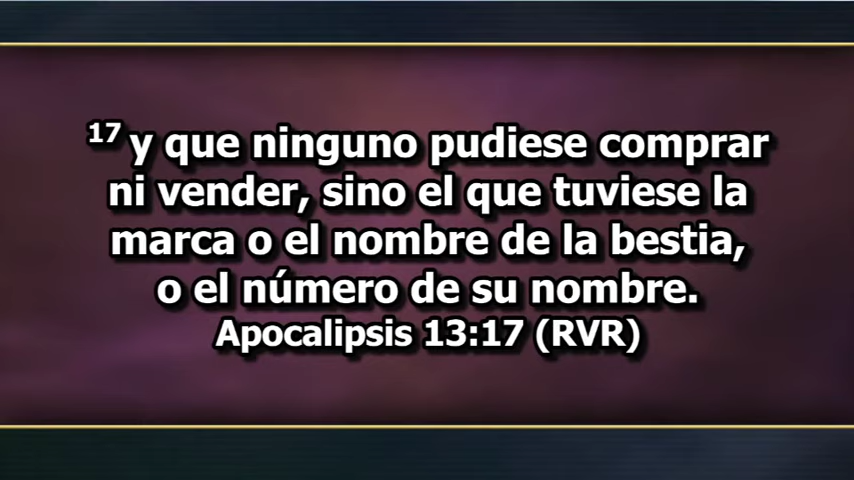 17 y que ninguno pudiese comprar
ni vender, sino el que tuviese la
marca o el nombre de la bestia,
o el número de su nombre.
Apocalipsis 13:17 (RVR)